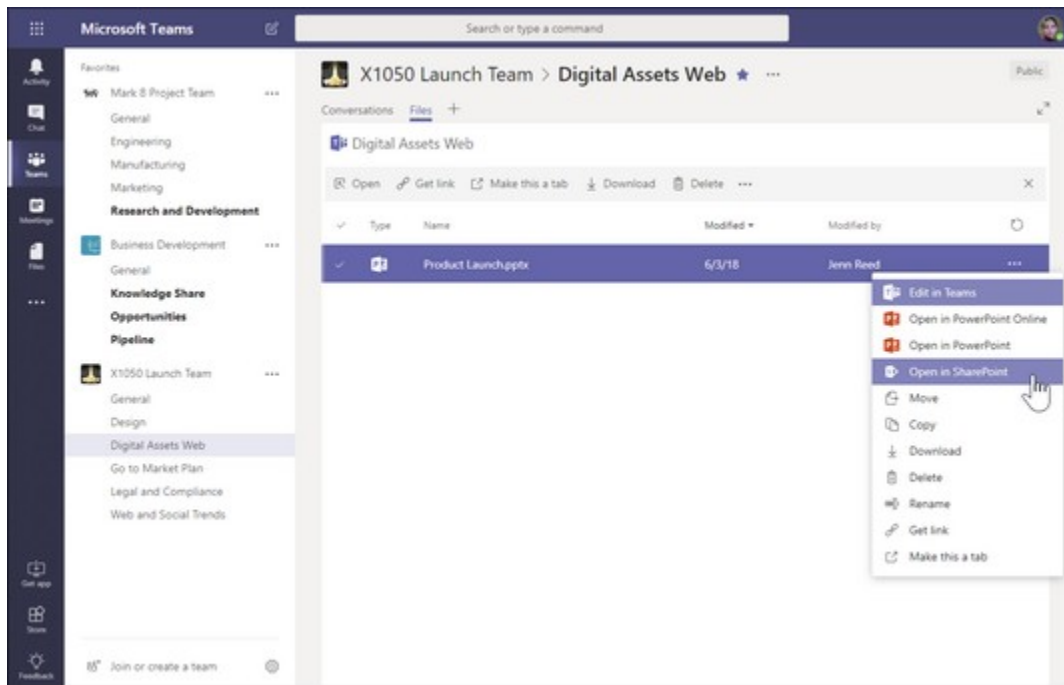 Microsoft Teams
Search or type a command
Activity
Chat
Teams
Meetings
Files
Get app
Store
Feedback
Favorites
Mark 8 Project Team
General
Engineering
Manufacturing
Marketing
Research and Development
Business Development
General
Knowledge Share
Opportunities
Pipeline
X1050 Launch Team
General
Design
Digital Assets Web
Go to Market Plan
Legal and Compliance
Web and Social Trends
Join or create a team
X1050 Launch Team > Digital Assets Web
Public
Conversations Files
Digital Assets Web
Open Get link Make this a tab Download Delete
Type Name Modified Modified by
Product Launch.pptx 6/3/18 Jenn Reed
Edit in Teams
Open in PowerPoint Online
Open in PowerPoint
Open in SharePoint
Move
Copy
Download
Delete
Rename
Get link
Make this a tab